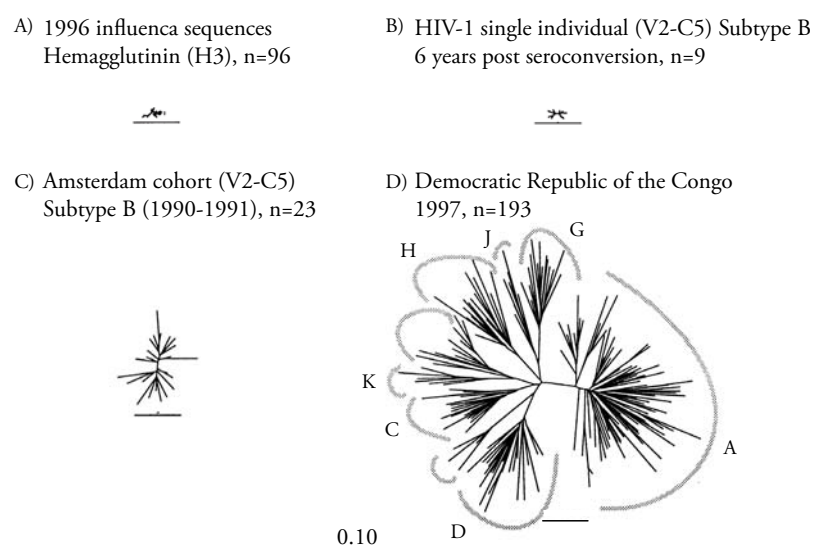 A) 1996 influenca sequences
Hemagglutinin (H3), n=96
B) HIV-1 single individual (V2-C5) Subtype B
6 years post seroconversion, n=9
C) Amsterdam cohort (V2-C5)
Subtype B (1990-1991), n=23
D) Democratic Republic of the Congo
1997, n=193
J
G
H
K
C
A
D
0.10